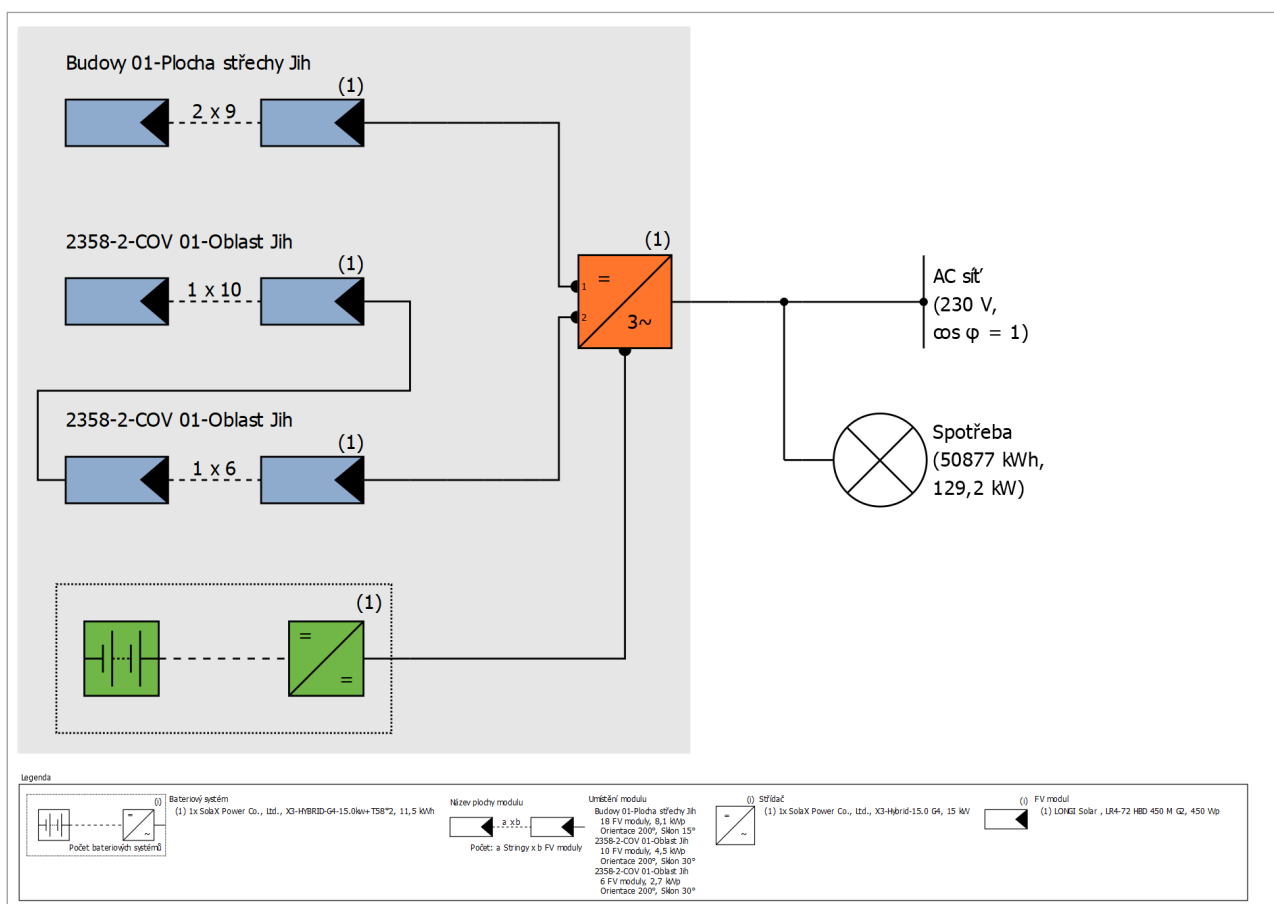 Budovy 01-Plocha střechy Jih
(1)
2 x 9
2358-2-COV 01-Oblast Jih
(1)
1 x 10
(1)
=
1
2
3~
AC síť
(230 V,
cos φ = 1)
2358-2-COV 01-Oblast Jih
(1)
1 x 6
Spotřeba
(50877 kWh,
129,2 kW)
(1)
=
=
Legenda
(i)
=
~
Počet bateriových systémů
Bateriový systém
(1) 1x SolaX Power Co., Ltd., X3-HYBRID-G4-15.0kw+T58*2, 11,5 kWh
Název plochy modulu
a x b
Počet: a Stringy x b FV moduly
Umístění modulu
Budovy 01-Plocha střechy Jih
18 FV moduly, 8,1 kWp
Orientace 200°, Sklon 15°
2358-2-COV 01-Oblast Jih
10 FV moduly, 4,5 kWp
Orientace 200°, Sklon 30°
2358-2-COV 01-Oblast Jih
6 FV moduly, 2,7 kWp
Orientace 200°, Sklon 30°
(i)
=
~
Střídač
(1) 1x SolaX Power Co., Ltd., X3-Hybrid-15.0 G4, 15 kW
(i)
FV modul
(1) LONGI Solar , LR4-72 HBD 450 M G2, 450 Wp